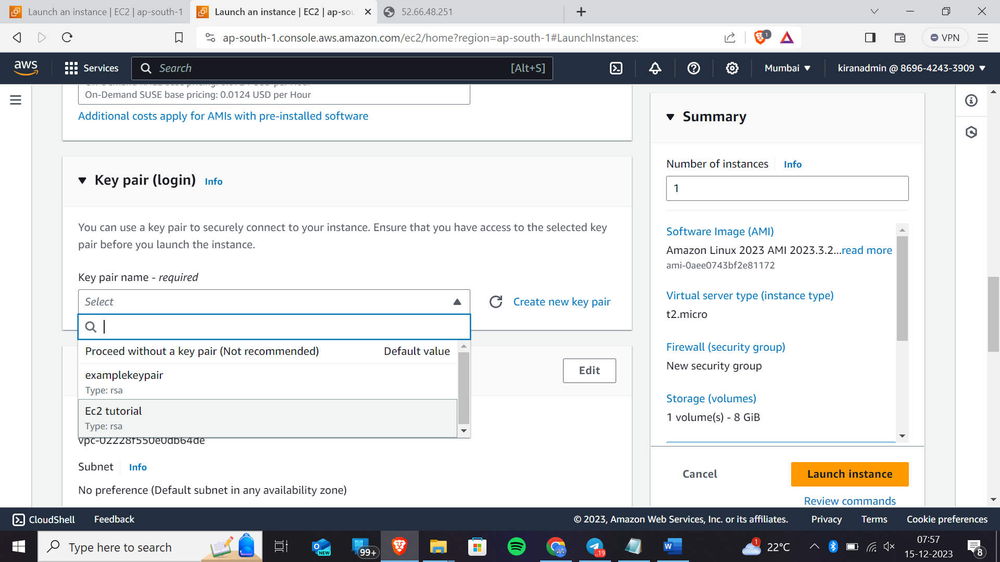 Launch an instance | EC2 | ap-south-1
Launch an instance | EC2 | ap-sou
52.66.48.251
ap-south-1.console.aws.amazon.com/ec2/home?region=ap-south-1#LaunchInstances:
1
VPN
aws
Services
Search
[Alt+S]
Mumbai
kiranadmin @ 8696-4243-3909
On-Demand SUSE base pricing: 0.0124 USD per Hour
Additional costs apply for AMIs with pre-installed software
Key pair (login)
Info
You can use a key pair to securely connect to your instance. Ensure that you have access to the selected key
pair before you launch the instance.
Key pair name - required
Select
Create new key pair
Proceed without a key pair (Not recommended)
Default value
examplekeypair
Type: rsa
Ec2 tutorial
Type: rsa
Edit
vpc-02228f550e0db64de
Subnet
Info
No preference (Default subnet in any availability zone)
Summary
Number of instances
Info
1
Software Image (AMI)
Amazon Linux 2023 AMI 2023.3.2...read more
ami-0aee0743bf2e81172
Virtual server type (instance type)
t2.micro
Firewall (security group)
New security group
Storage (volumes)
1 volume(s) - 8 GiB
Cancel
Launch instance
Review commands
CloudShell
Feedback
© 2023, Amazon Web Services, Inc. or its affiliates.
Privacy
Terms
Cookie preferences
Type here to search
NEW
99+
..19
W
1
22°C
07:57
15-12-2023
8